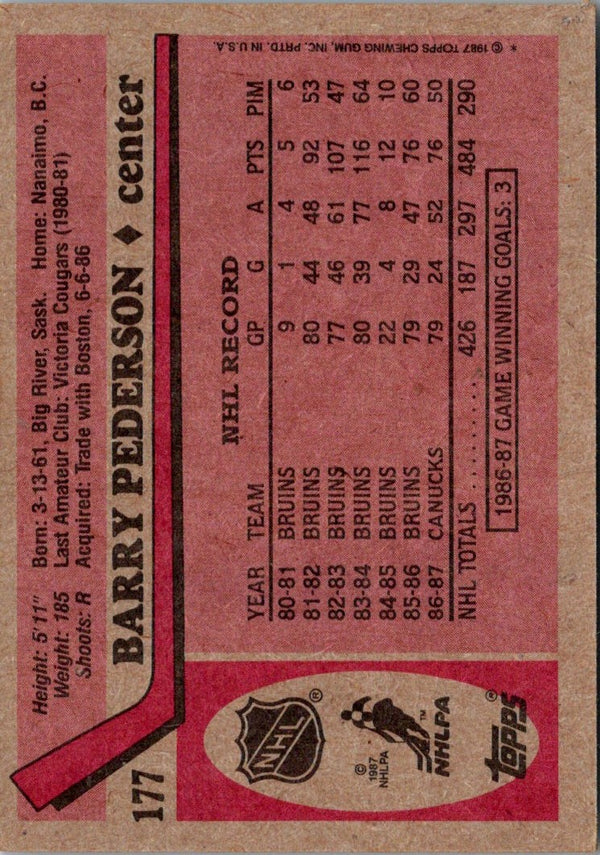 177
Height: 5'11" Born: 3-13-61, Big River, Sask. Home: Nanaimo, B.C.
Weight: 185 Last Amateur Club: Victoria Cougars (1980-81)
Shoots: R Acquired: Trade with Boston, 6-6-86
BARRY PEDERSON ♦ center
NHL
®
© 1987 NHLPA
NHLPA™
TOPPS®
NHL RECORD
YEAR TEAM GP G A PTS PIM
80-81 BRUINS 9 1 4 5 6
81-82 BRUINS 80 44 48 92 53
82-83 BRUINS 77 46 61 107 47
83-84 BRUINS 80 39 77 116 64
84-85 BRUINS 22 4 8 12 10
85-86 BRUINS 79 29 47 76 60
86-87 CANUCKS 79 24 52 76 50
NHL TOTALS .......... 426 187 297 484 290
1986-87 GAME WINNING GOALS: 3
* © 1987 TOPPS CHEWING GUM, INC. PRTD. IN U.S.A.